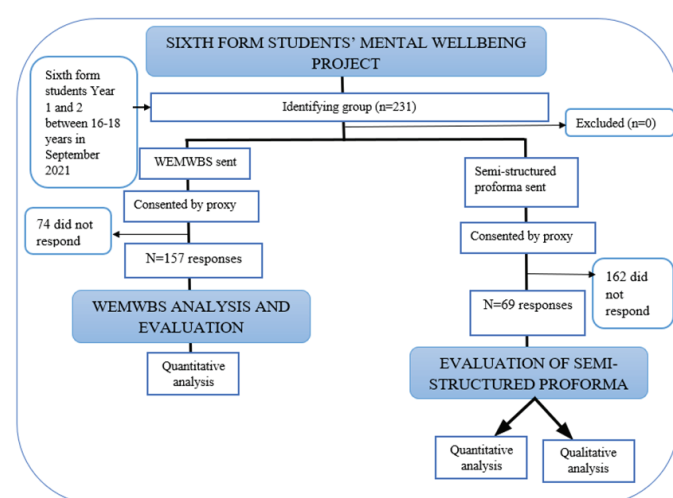 SIXTH FORM STUDENTS' MENTAL WELLBEING
PROJECT
Sixth form
students Year
1 and 2
between 16-18
years in
September
2021
Identifying group (n=231)
Excluded (n=0)
WEMWBS sent
Semi-structured
proforma sent
Consented by proxy
Consented by proxy
74 did not
respond
N=157 responses
162 did
not
respond
N=69 responses
WEMWBS ANALYSIS AND
EVALUATION
Quantitative
analysis
EVALUATION OF SEMI-
STRUCTURED PROFORMA
Quantitative
analysis
Qualitative
analysis